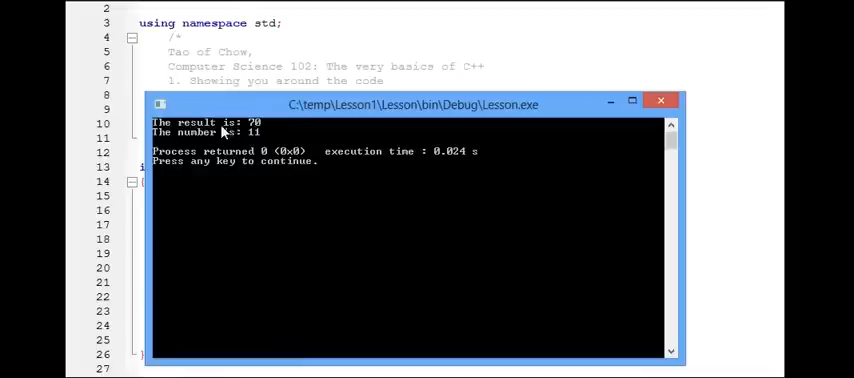 2
3 using namespace std;
4 /*
5 Tao of Chow,
6 Computer Science 102: The very basics of C++
7 1. Showing you around the code
8 C:\temp\Lesson1\Lesson\bin\Debug\Lesson.exe
9
10 The result is: 70
11 The number is: 11
12 Process returned 0 (0x0) execution time : 0.024 s
Press any key to continue.
13 i
14 {
15
16
17
18
19
20
21
22
23
24
25
26 }
27